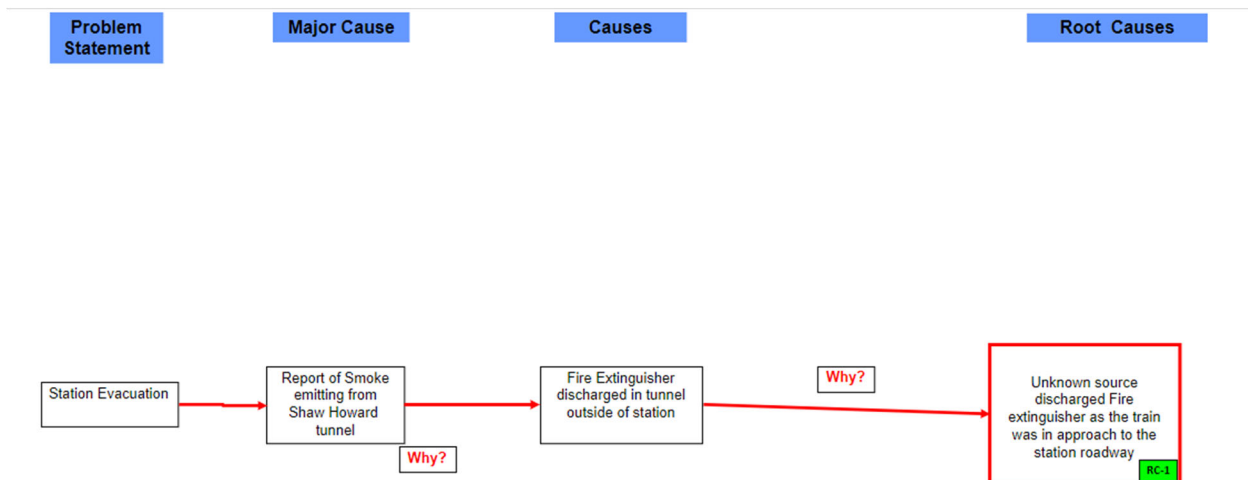 Problem
Statement
Major Cause
Causes
Root Causes
Station Evacuation
Report of Smoke
emitting from
Shaw Howard
tunnel
Why?
Fire Extinguisher
discharged in tunnel
outside of station
Why?
Unknown source
discharged Fire
extinguisher as the train
was in approach to the
station roadway
RC-1